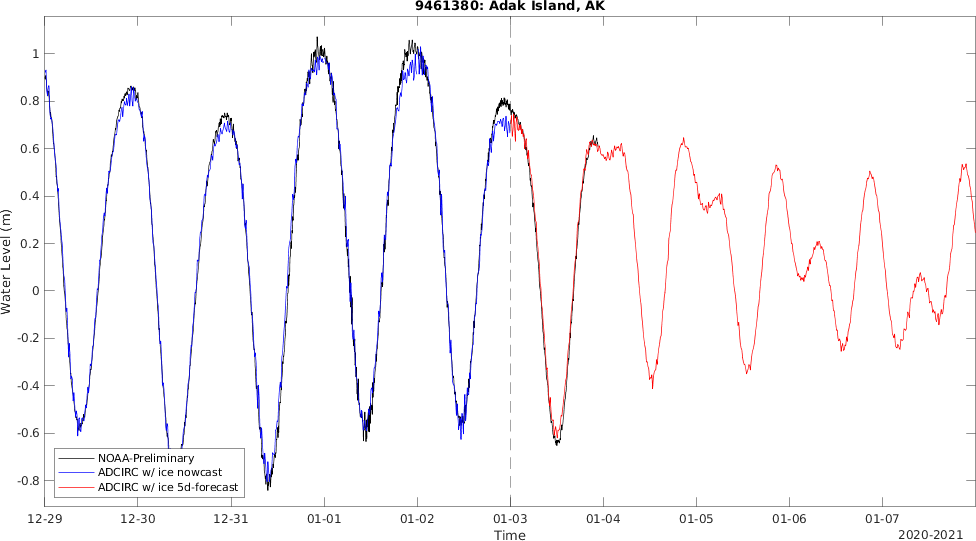 9461380: Adak Island, AK
Water Level (m)
1
0.8
0.6
0.4
0.2
0
-0.2
-0.4
-0.6
-0.8
NOAA-Preliminary
ADCIRC w/ ice nowcast
ADCIRC w/ ice 5d-forecast
12-29 12-30 12-31 01-01 01-02 01-03 01-04 01-05 01-06 01-07
Time
2020-2021